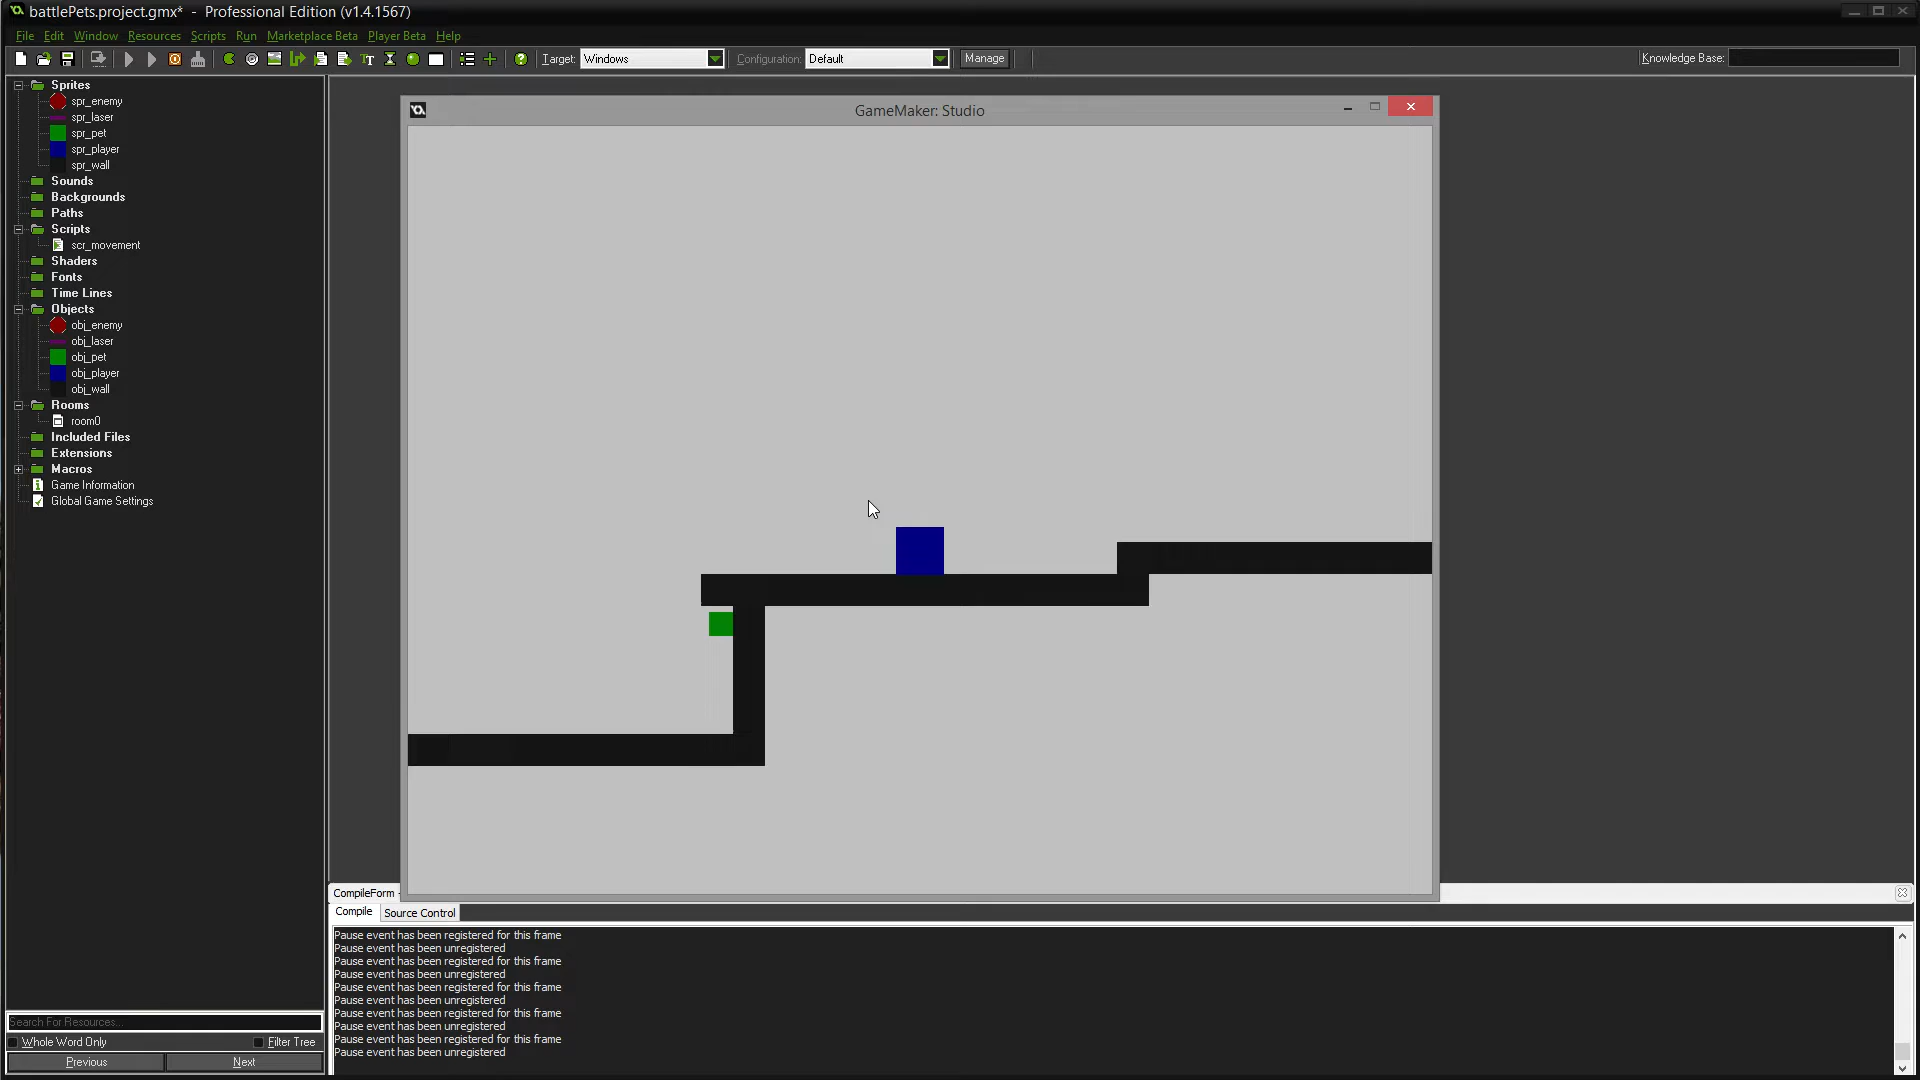 battlePets.project.gmx* - Professional Edition (v1.4.1567)
File Edit Window Resources Scripts Run Marketplace Beta Player Beta Help
Target: Windows Configuration: Default Manage Knowledge Base:
Sprites
spr_enemy
spr_laser
spr_pet
spr_player
spr_wall
Sounds
Backgrounds
Paths
Scripts
scr_movement
Shaders
Fonts
Time Lines
Objects
obj_enemy
obj_laser
obj_pet
obj_player
obj_wall
Rooms
room0
Included Files
Extensions
Macros
Game Information
Global Game Settings
Search For Resources...
Whole Word Only Filter Tree
Previous Next
GameMaker: Studio
CompileForm -
Compile Source Control
Pause event has been registered for this frame
Pause event has been unregistered
Pause event has been registered for this frame
Pause event has been unregistered
Pause event has been registered for this frame
Pause event has been unregistered
Pause event has been registered for this frame
Pause event has been unregistered
Pause event has been registered for this frame
Pause event has been unregistered